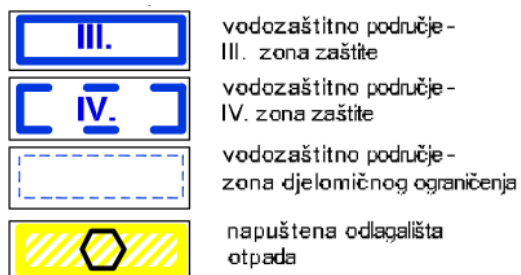 III.
vodozaštitno područje-
III. zona zaštite
IV.
vodozaštitno područje-
IV. zona zaštite
vodozaštitno područje-
zona djelomičnog ograničenja
napuštena odlagališta
otpada